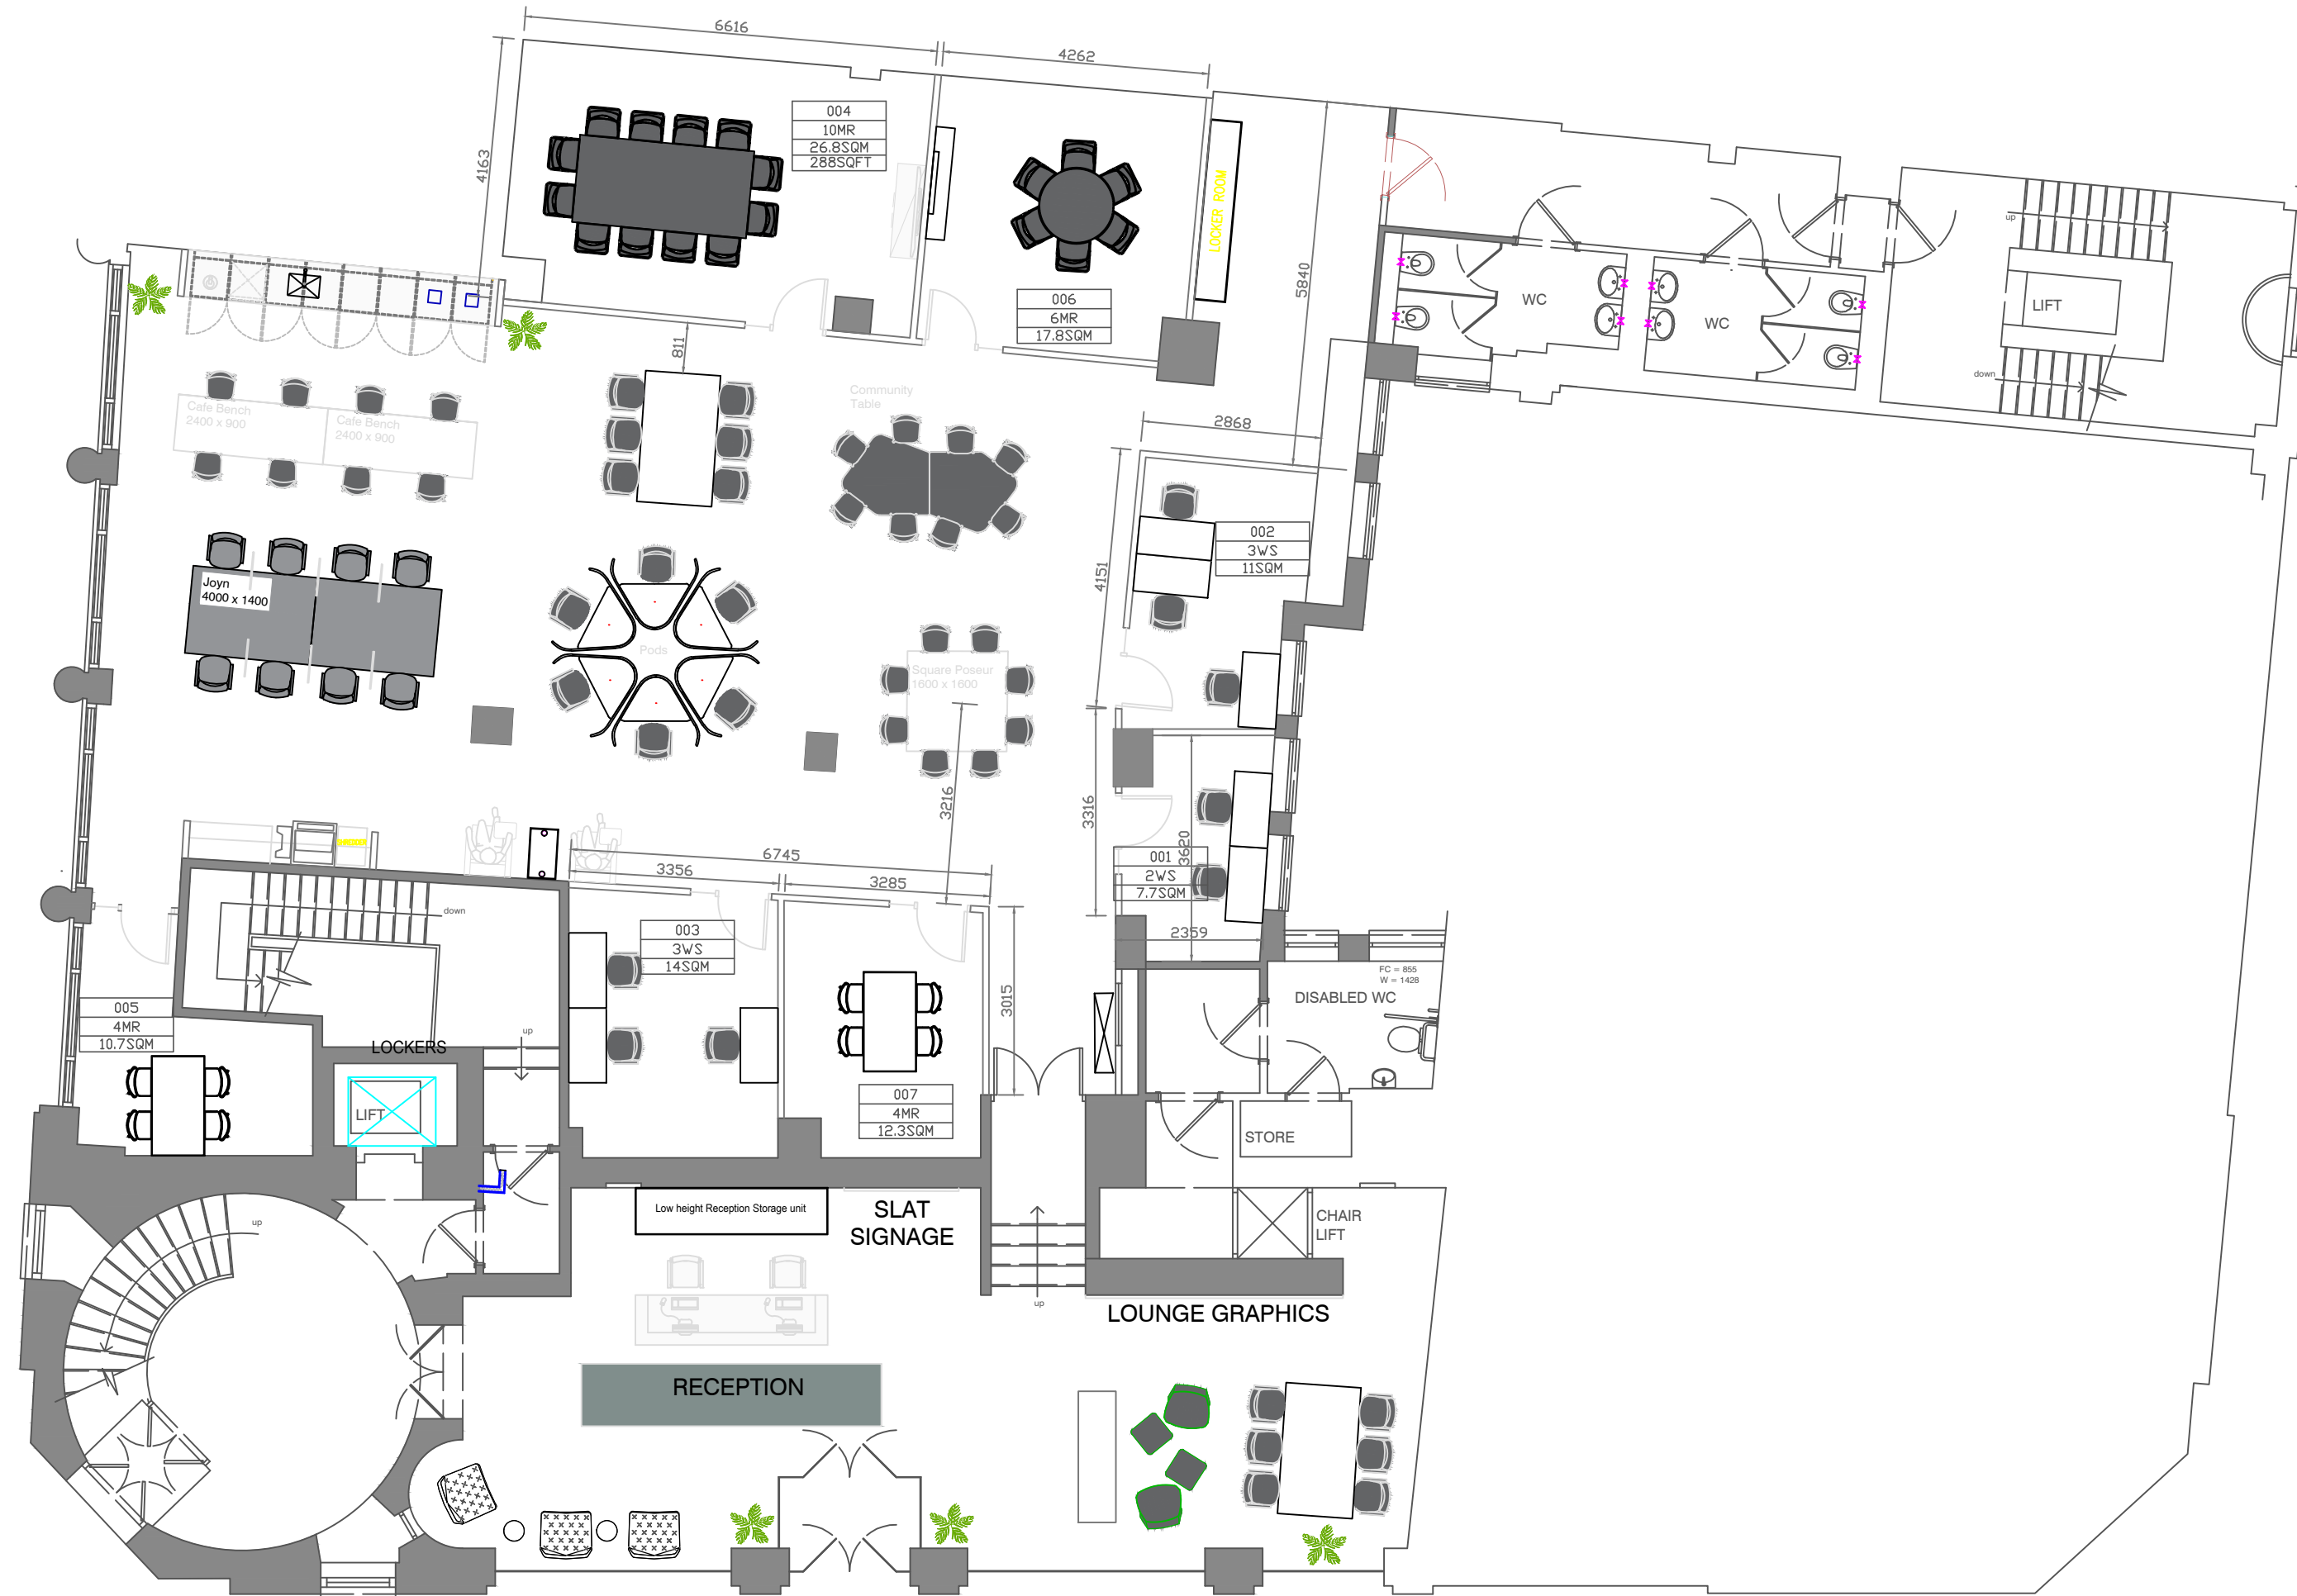 6616
4262
4163
004
10MR
26.8SQM
288SQFT
LOCKER ROOM
5840
006
6MR
17.8SQM
WC
WC
up
LIFT
down
811
Cafe Bench
2400 x 900
Cafe Bench
2400 x 900
Community
Table
2868
4151
002
3WS
11SQM
Joyn
4000 x 1400
Pods
Square Poseur
1600 x 1600
3216
3316
3620
001
2WS
7.7SQM
2359
6745
3356
3285
down
003
3WS
14SQM
3015
FC = 855
W = 1428
DISABLED WC
005
4MR
10.7SQM
LOCKERS
up
LIFT
007
4MR
12.3SQM
STORE
up
Low height Reception Storage unit
SLAT
SIGNAGE
CHAIR
LIFT
up
LOUNGE GRAPHICS
RECEPTION